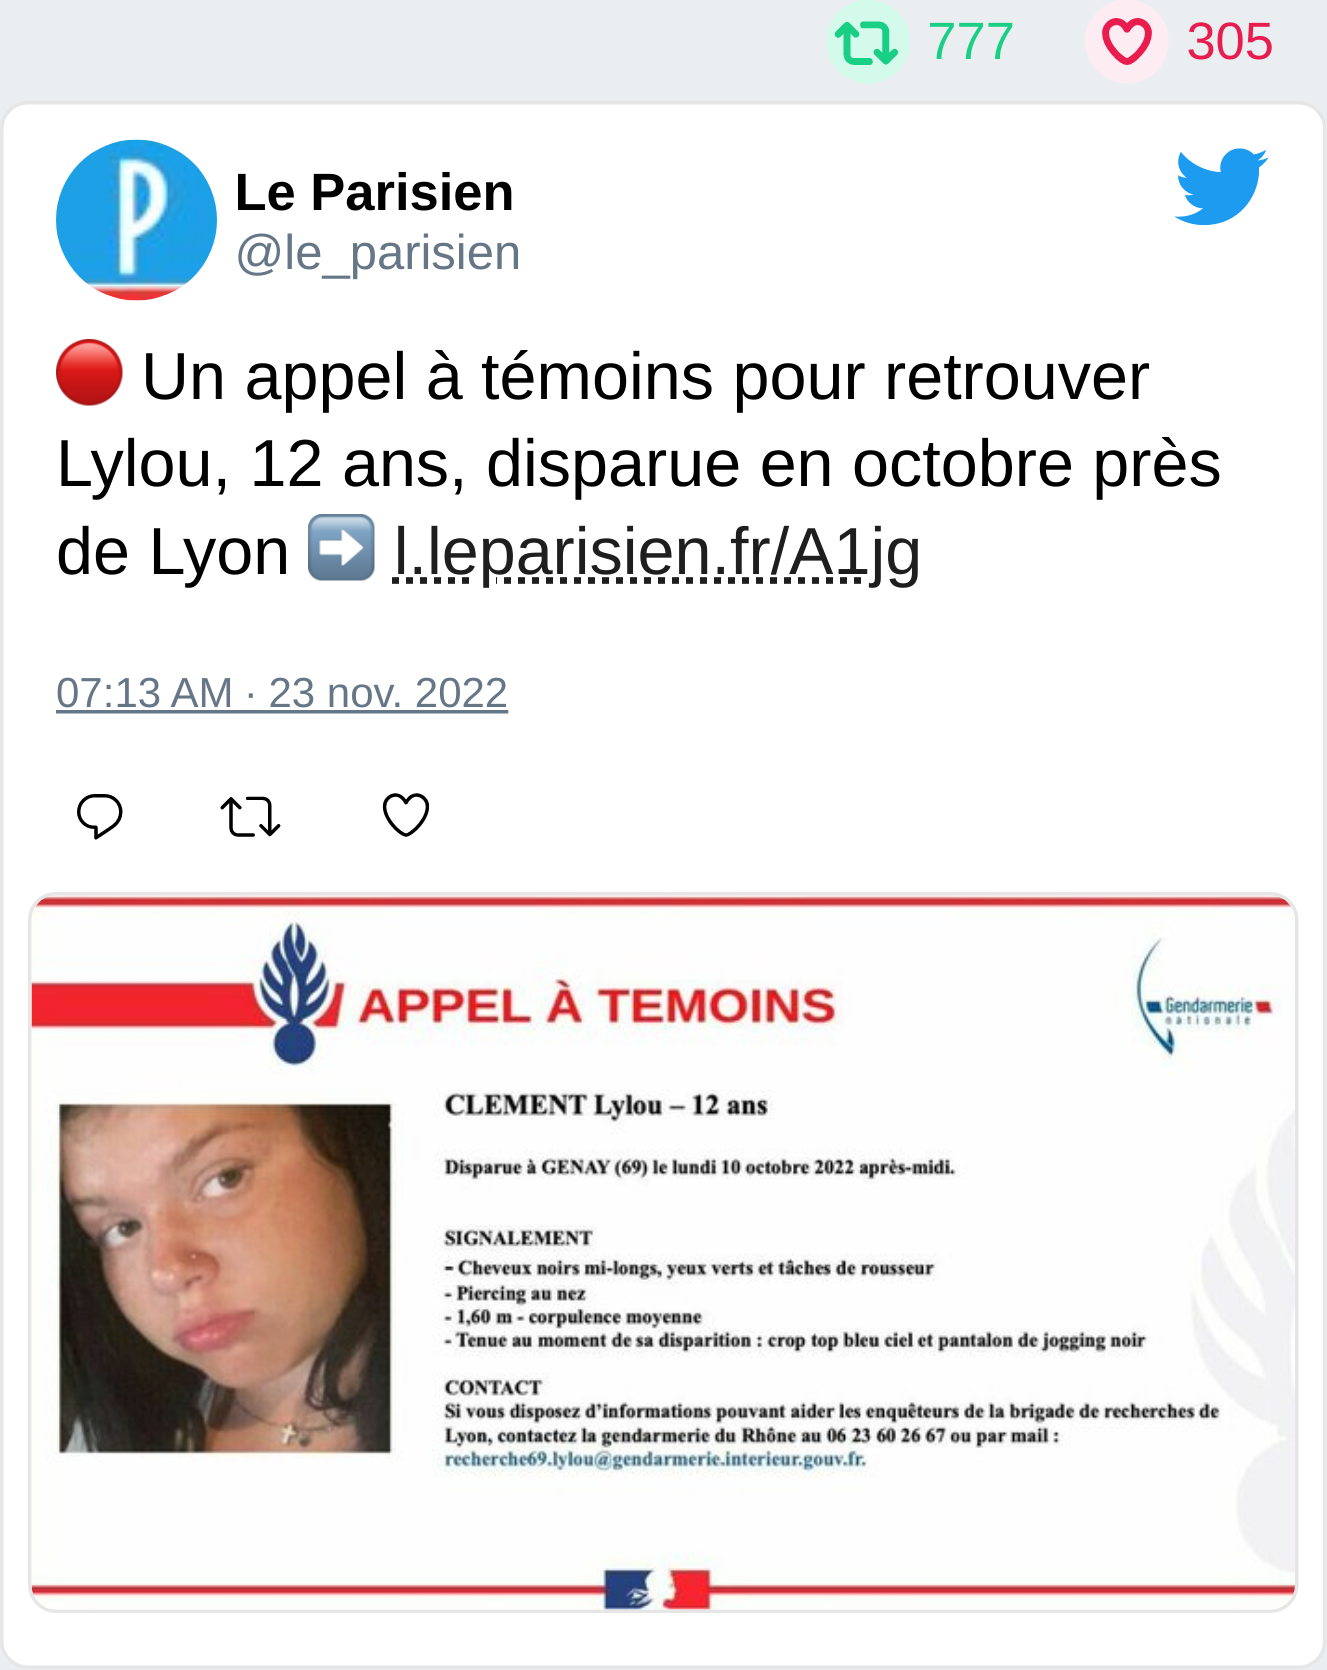 777 305
Le Parisien
@le_parisien
🔴 Un appel à témoins pour retrouver
Lylou, 12 ans, disparue en octobre près
de Lyon ➡️ l.leparisien.fr/A1jg
07:13 AM · 23 nov. 2022
APPEL À TEMOINS
Gendarmerie
nationale
CLEMENT Lylou – 12 ans
Disparue à GENAY (69) le lundi 10 octobre 2022 après-midi.
SIGNALEMENT
- Cheveux noirs mi-longs, yeux verts et tâches de rousseur
- Piercing au nez
- 1,60 m - corpulence moyenne
- Tenue au moment de sa disparition : crop top bleu ciel et pantalon de jogging noir
CONTACT
Si vous disposez d’informations pouvant aider les enquêteurs de la brigade de recherches de
Lyon, contactez la gendarmerie du Rhône au 06 23 60 26 67 ou par mail :
recherche69.lylou@gendarmerie.interieur.gouv.fr.